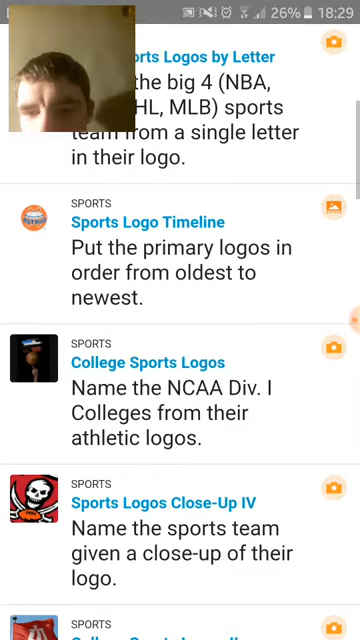 26% 18:29
orts Logos by Letter
the big 4 (NBA,
HL, MLB) sports
team from a single letter
in their logo.
SPORTS
Sports Logo Timeline
Put the primary logos in
order from oldest to
newest.
SPORTS
College Sports Logos
Name the NCAA Div. I
Colleges from their
athletic logos.
SPORTS
Sports Logos Close-Up IV
Name the sports team
given a close-up of their
logo.
SPORTS